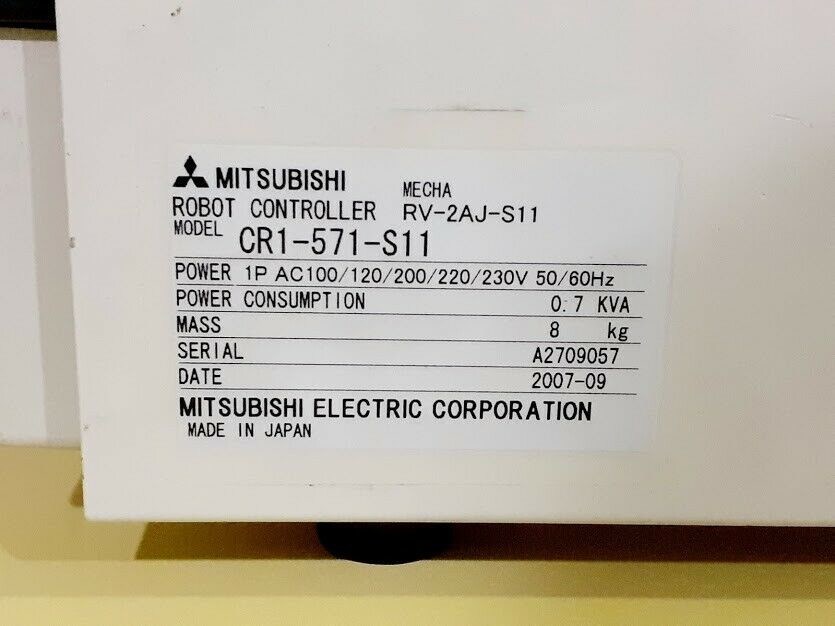 MITSUBISHI
MECHA
ROBOT CONTROLLER RV-2AJ-S11
MODEL CR1-571-S11
POWER 1P AC100/120/200/220/230V 50/60Hz
POWER CONSUMPTION 0.7 KVA
MASS 8 kg
SERIAL A2709057
DATE 2007-09
MITSUBISHI ELECTRIC CORPORATION
MADE IN JAPAN